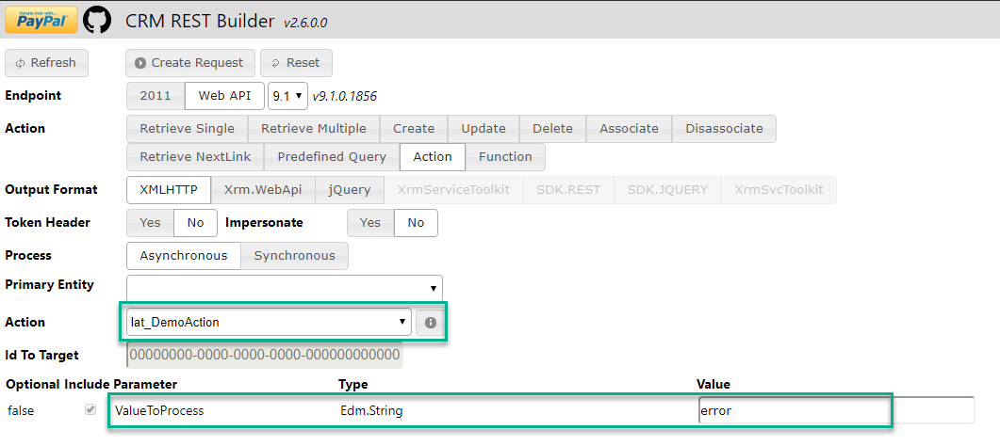 Donate now with... PayPal CRM REST Builder v2.6.0.0
Refresh Create Request Reset
Endpoint 2011 Web API 9.1 v9.1.0.1856
Action Retrieve Single Retrieve Multiple Create Update Delete Associate Disassociate
Retrieve NextLink Predefined Query Action Function
Output Format XMLHTTP Xrm.WebApi jQuery XrmServiceToolkit SDK.REST SDK.JQUERY XrmSvcToolkit
Token Header Yes No Impersonate Yes No
Process Asynchronous Synchronous
Primary Entity
Action lat_DemoAction
Id To Target 00000000-0000-0000-0000-000000000000
Optional Include Parameter Type Value
false ValueToProcess Edm.String error